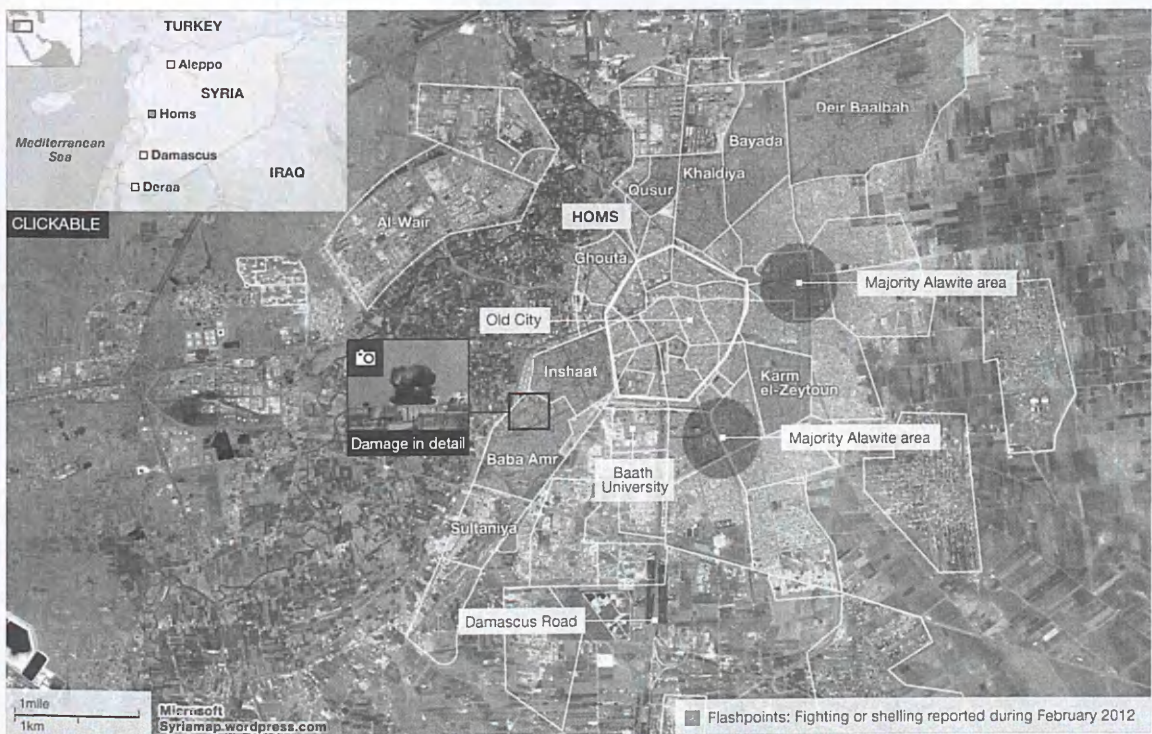 TURKEY
Aleppo
SYRIA
Homs
Mediterranean
Sea
Damascus
IRAQ
Deraa
CLICKABLE
Deir Baalbah
Bayada
Khaldiya
Qusur
HOMS
Al-Wair
Ghouta
Majority Alawite area
Old City
Inshaat
Karm
el-Zeytoun
Damage in detail
Majority Alawite area
Baba Amr
Baath
University
Sultaniya
Damascus Road
1mile
1km
Microsoft
Syriamap.wordpress.com
Flashpoints: Fighting or shelling reported during February 2012